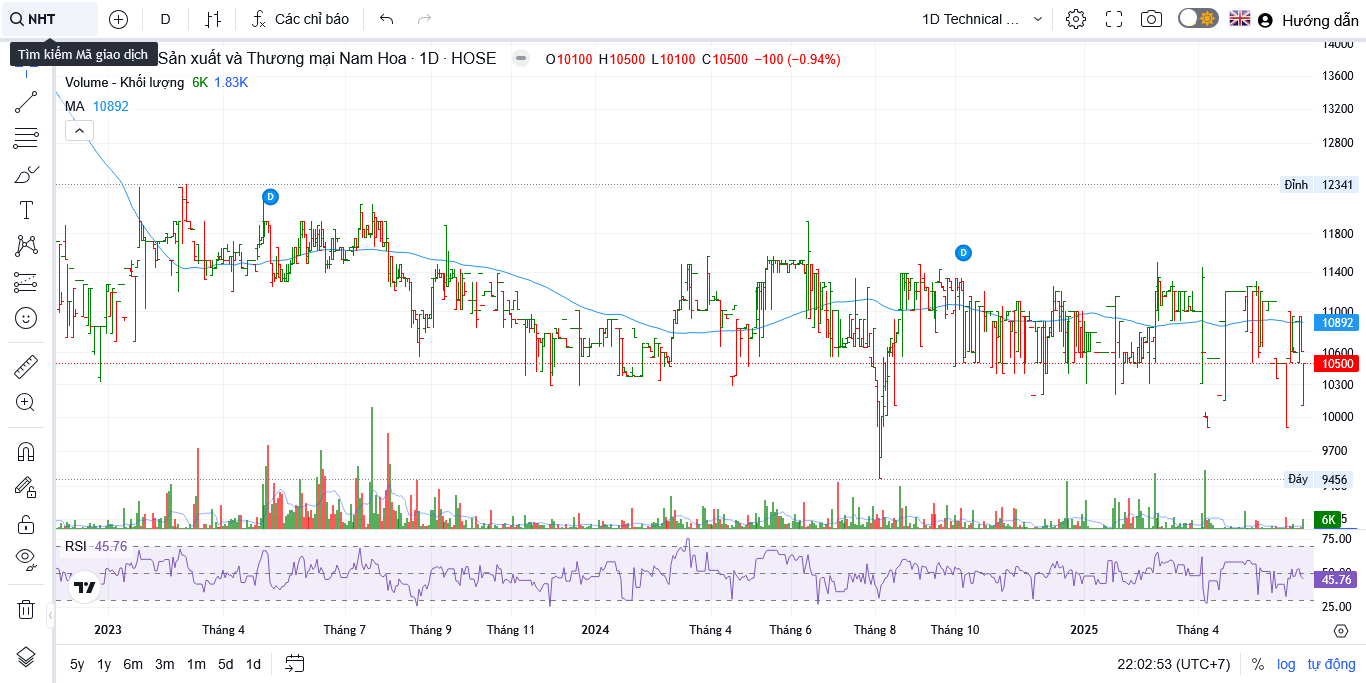 NHT D Các chỉ báo 1D Technical ... Hướng dẫn
Tìm kiếm Mã giao dịch
Sản xuất và Thương mại Nam Hoa · 1D · HOSE O10100 H10500 L10100 C10500 −100 (−0.94%)
Volume - Khối lượng 6K 1.83K
MA 10892
14000
13600
13200
12800
Đỉnh 12341
D
11800
D
11400
11000
10892
10600
10500
10300
10000
9700
Đáy 9456
6K
RSI 45.76
75.00
50.00
45.76
25.00
2023 Tháng 4 Tháng 7 Tháng 9 Tháng 11 2024 Tháng 4 Tháng 6 Tháng 8 Tháng 10 2025 Tháng 4
5y 1y 6m 3m 1m 5d 1d 22:02:53 (UTC+7) % log tự động